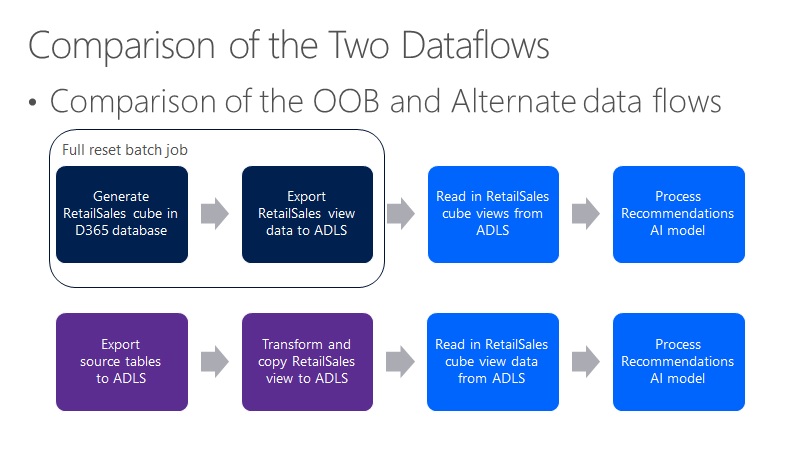 Comparison of the Two Dataflows
• Comparison of the OOB and Alternate data flows
Full reset batch job
Generate
RetailSales cube in
D365 database
Export
RetailSales view
data to ADLS
Read in RetailSales
cube views from
ADLS
Process
Recommendations
AI model
Export
source tables
to ADLS
Transform and
copy RetailSales
view to ADLS
Read in RetailSales
cube view data
from ADLS
Process
Recommendations
AI model